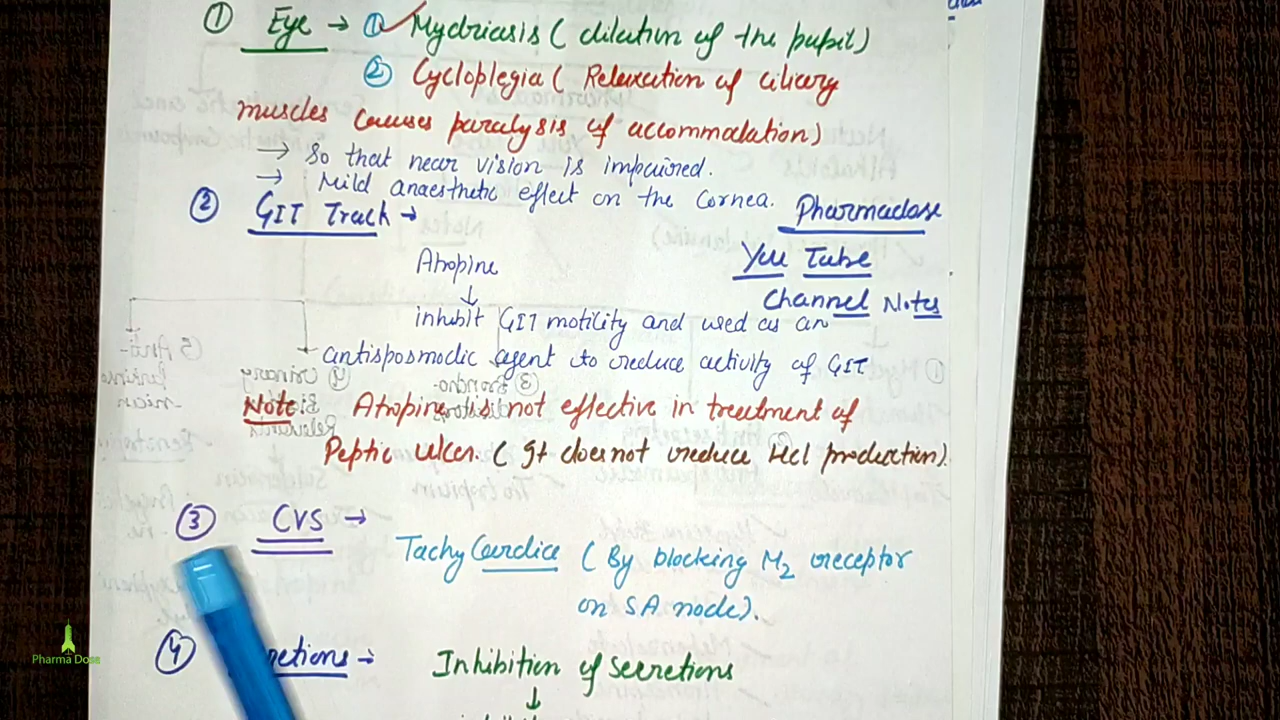 ① Eye → ① Mydriasis ( dilution of the pupil)
② Cycloplegia ( Relaxation of ciliary
muscles causes paralysis of accommodation)
→ So that near vision is impaired.
→ Mild anaesthetic effect on the Cornea.
② GIT Track →
Pharmadose
You Tube
Channel Notes
Atropine
↓
inhibit GIT motility and used as an
antispasmodic agent to reduce activity of GIT
Note Atropine is not effective in treatment of
Peptic ulcer. ( It does not reduce Hcl production).
③ CVS →
Tachycardia ( By blocking M2 receptor
on SA node).
④ retions →
Inhibition of secretions
↓
Pharma Dose